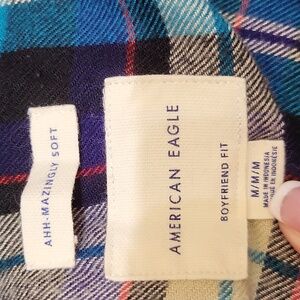 AHH-MAZINGLY SOFT
AMERICAN EAGLE
BOYFRIEND FIT
M/M/M
MADE IN INDONESIA